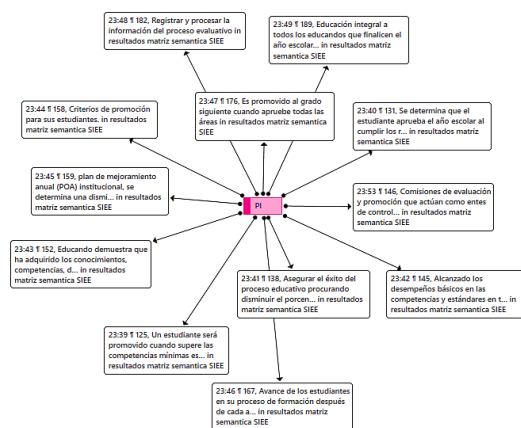 23:48 ¶ 182, Registrar y procesar la
información del proceso evaluativo in
resultados matriz semantica SIEE
23:49 ¶ 189, Educación integral a
todos los educandos que finalicen el
año escolar... in resultados matriz
semantica SIEE
23:44 ¶ 158, Criterios de promoción
para sus estudiantes. in resultados
matriz semantica SIEE
23:47 ¶ 176, Es promovido al grado
siguiente cuando apruebe todas las
áreas in resultados matriz semantica
SIEE
23:40 ¶ 131, Se determina que el
estudiante aprueba el año escolar al
cumplir los r... in resultados matriz
semantica SIEE
23:45 ¶ 159, plan de mejoramiento
anual (POA) institucional, se
determina una dismi... in resultados
matriz semantica SIEE
PI
23:53 ¶ 146, Comisiones de evaluación
y promoción que actúan como entes
de control... in resultados matriz
semantica SIEE
23:43 ¶ 152, Educando demuestra que
ha adquirido los conocimientos,
competencias, d... in resultados
matriz semantica SIEE
23:41 ¶ 138, Asegurar el éxito del
proceso educativo procurando
disminuir el porcen... in resultados
matriz semantica SIEE
23:42 ¶ 145, Alcanzado los
desempeños básicos en las
competencias y estándares en t... in
resultados matriz semantica SIEE
23:39 ¶ 125, Un estudiante será
promovido cuando supere las
competencias mínimas es... in
resultados matriz semantica SIEE
23:46 ¶ 167, Avance de los estudiantes
en su proceso de formación después
de cada a... in resultados matriz
semantica SIEE